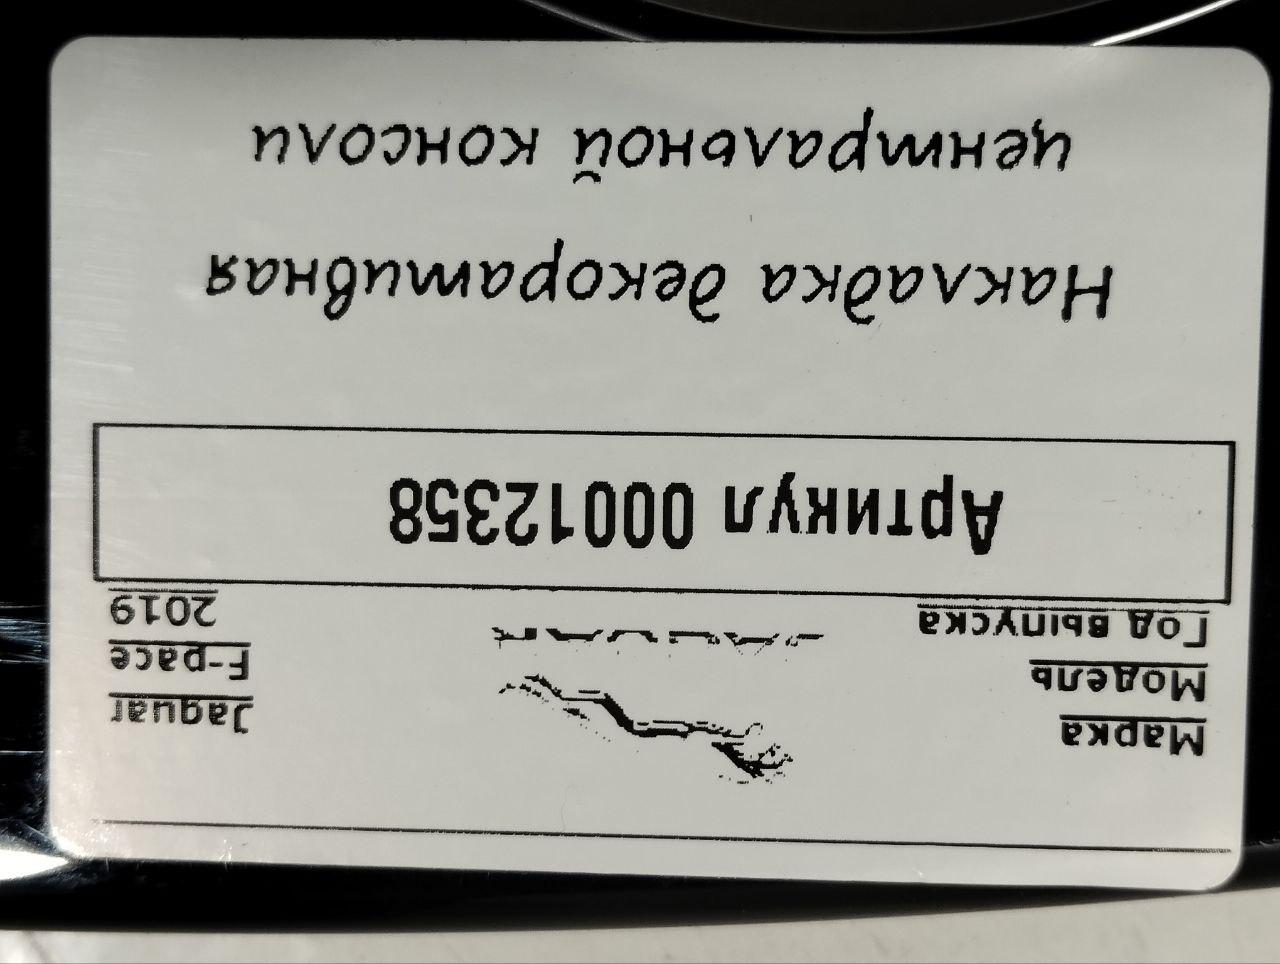 Марка Jaguar
Модель E-pace
Год выпуска 2019
Артикул 00012358
Накладка декоративная
центральной консоли